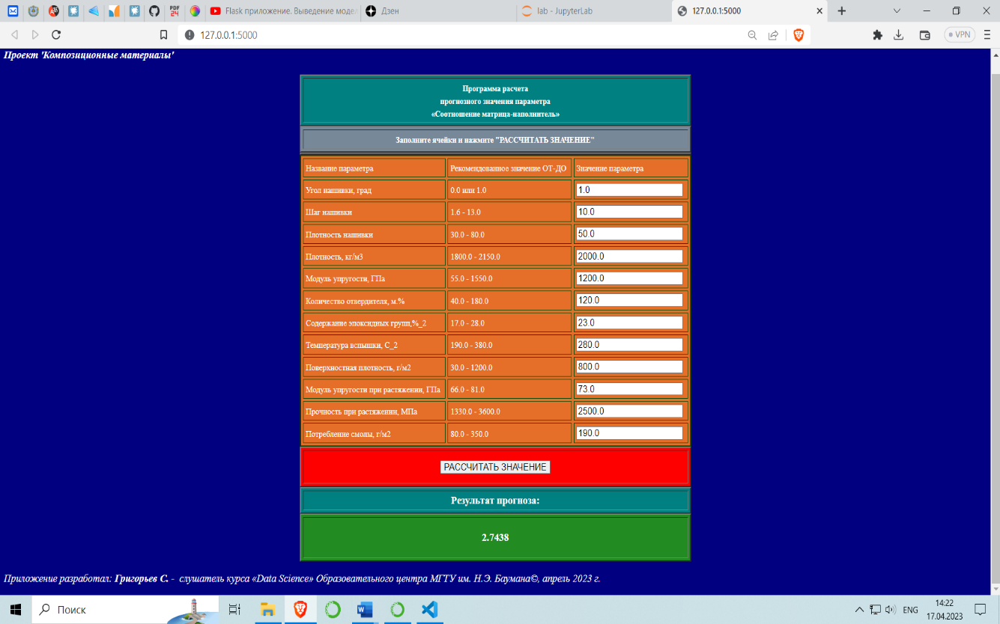 PDF 24
Flask приложение. Выведение моде
Дзен
lab - JupyterLab
127.0.0.1:5000
127.0.0.1:5000
VPN
Проект 'Композиционные материалы'
Программа расчета
прогнозного значения параметра
«Соотношение матрица-наполнитель»
Заполните ячейки и нажмите "РАССЧИТАТЬ ЗНАЧЕНИЕ"
Название параметра Рекомендованное значение ОТ-ДО Значение параметра
Угол нашивки, град 0.0 или 1.0 1.0
Шаг нашивки 1.6 - 13.0 10.0
Плотность нашивки 30.0 - 80.0 50.0
Плотность, кг/м3 1800.0 - 2150.0 2000.0
Модуль упругости, ГПа 55.0 - 1550.0 1200.0
Количество отвердителя, м.% 40.0 - 180.0 120.0
Содержание эпоксидных групп,%_2 17.0 - 28.0 23.0
Температура вспышки, С_2 190.0 - 380.0 280.0
Поверхностная плотность, г/м2 30.0 - 1200.0 800.0
Модуль упругости при растяжении, ГПа 66.0 - 81.0 73.0
Прочность при растяжении, МПа 1330.0 - 3600.0 2500.0
Потребление смолы, г/м2 80.0 - 350.0 190.0
РАССЧИТАТЬ ЗНАЧЕНИЕ
Результат прогноза:
2.7438
Приложение разработал: Григорьев С. - слушатель курса «Data Science» Образовательного центра МГТУ им. Н.Э. Баумана©, апрель 2023 г.
Поиск
ENG
14:22
17.04.2023